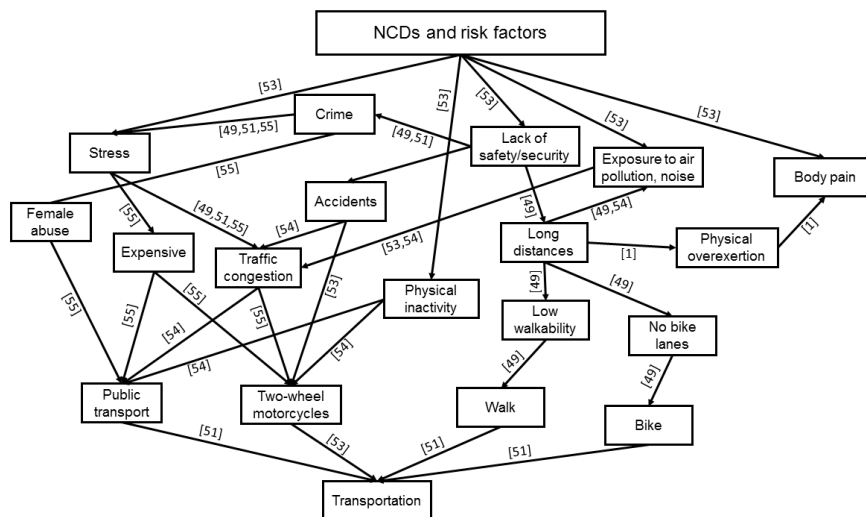 NCDs and risk factors
[53]
[53]
[53]
[53]
[53]
Crime
[49,51,55]
[49,51]
Stress
Lack of
safety/security
Exposure to air
pollution, noise
Body pain
[55]
Accidents
[49]
[49,54]
[1]
Female
abuse
[55]
[49,51,55]
[54]
[53,54]
Expensive
Traffic
congestion
Long
distances
[1]
Physical
overexertion
[55]
[55]
[55]
[54]
[55]
[53]
Physical
inactivity
[49]
[49]
Low
walkability
No bike
lanes
[54]
[54]
[49]
[49]
Public
transport
Two-wheel
motorcycles
Walk
Bike
[51]
[53]
[51]
[51]
Transportation